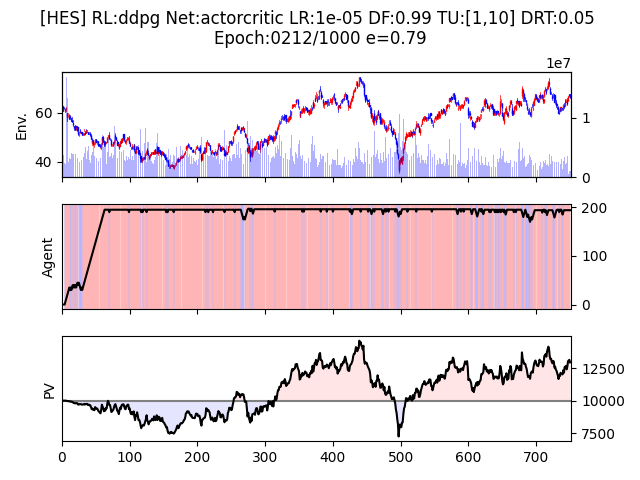 [HES] RL:ddpg Net:actorcritic LR:1e-05 DF:0.99 TU:[1,10] DRT:0.05
Epoch:0212/1000 e=0.79
1e7
Env.
60
40
1
0
Agent
200
100
0
PV
12500
10000
7500
0 100 200 300 400 500 600 700